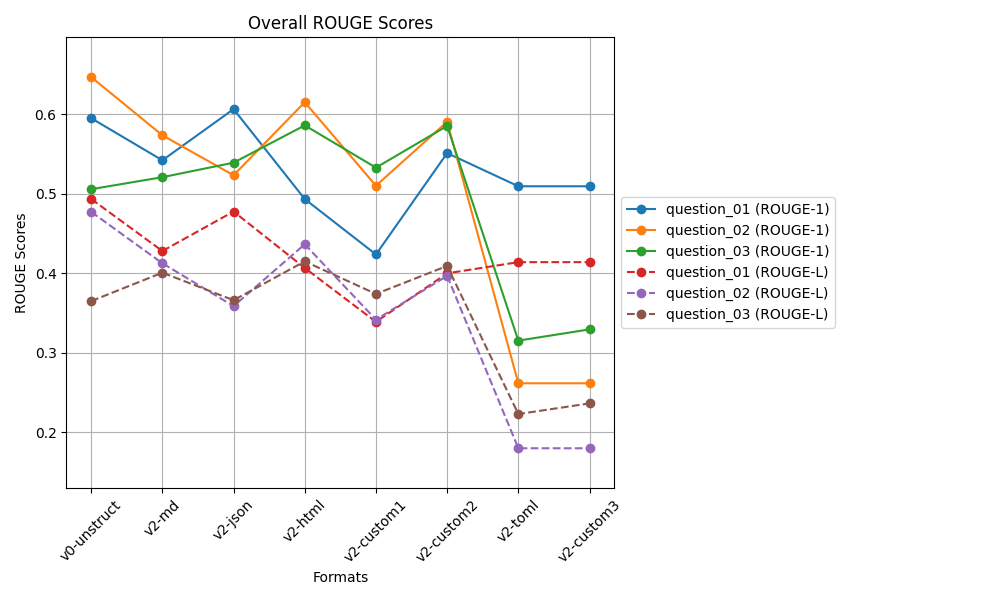 Overall ROUGE Scores
ROUGE Scores
0.6
0.5
0.4
0.3
0.2
v0-unstruct
v2-md
v2-json
v2-html
v2-custom1
v2-custom2
v2-toml
v2-custom3
Formats
question_01 (ROUGE-1)
question_02 (ROUGE-1)
question_03 (ROUGE-1)
question_01 (ROUGE-L)
question_02 (ROUGE-L)
question_03 (ROUGE-L)